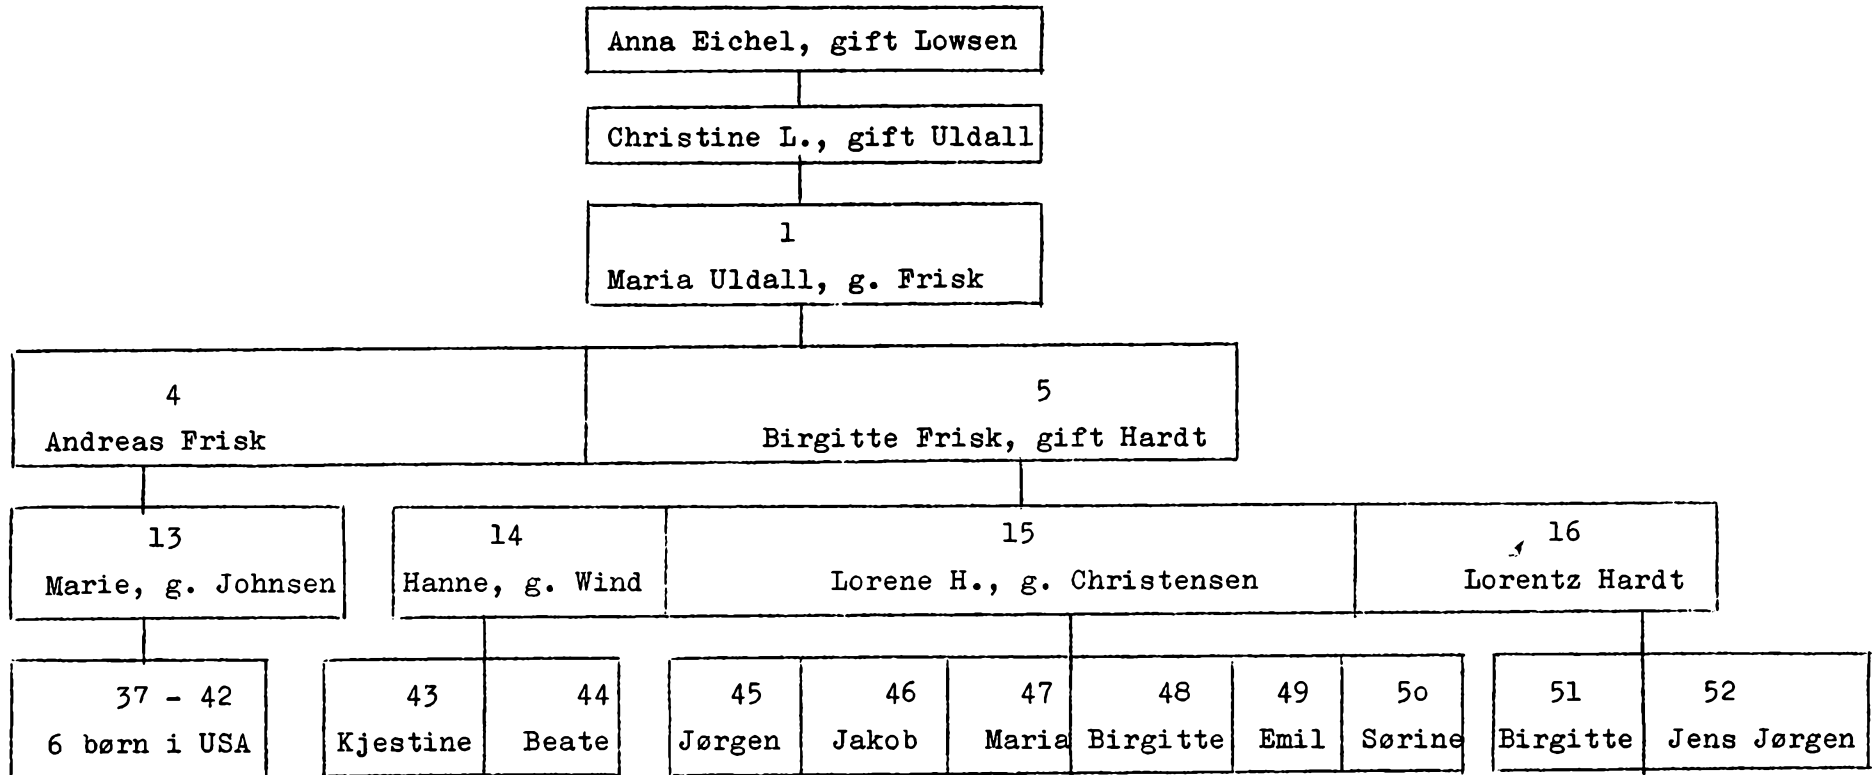 Anna Eichel, gift Lowsen
Christine L., gift Uldall
1
Maria Uldall, g. Frisk
4 5
Andreas Frisk Birgitte Frisk, gift Hardt
13 14 15 16
Marie, g. Johnsen Hanne, g. Wind Lorene H., g. Christensen Lorentz Hardt
37 - 42 43 44 45 46 47 48 49 5o 51 52
6 børn i USA Kjestine Beate Jørgen Jakob Maria Birgitte Emil Sørine Birgitte Jens Jørgen